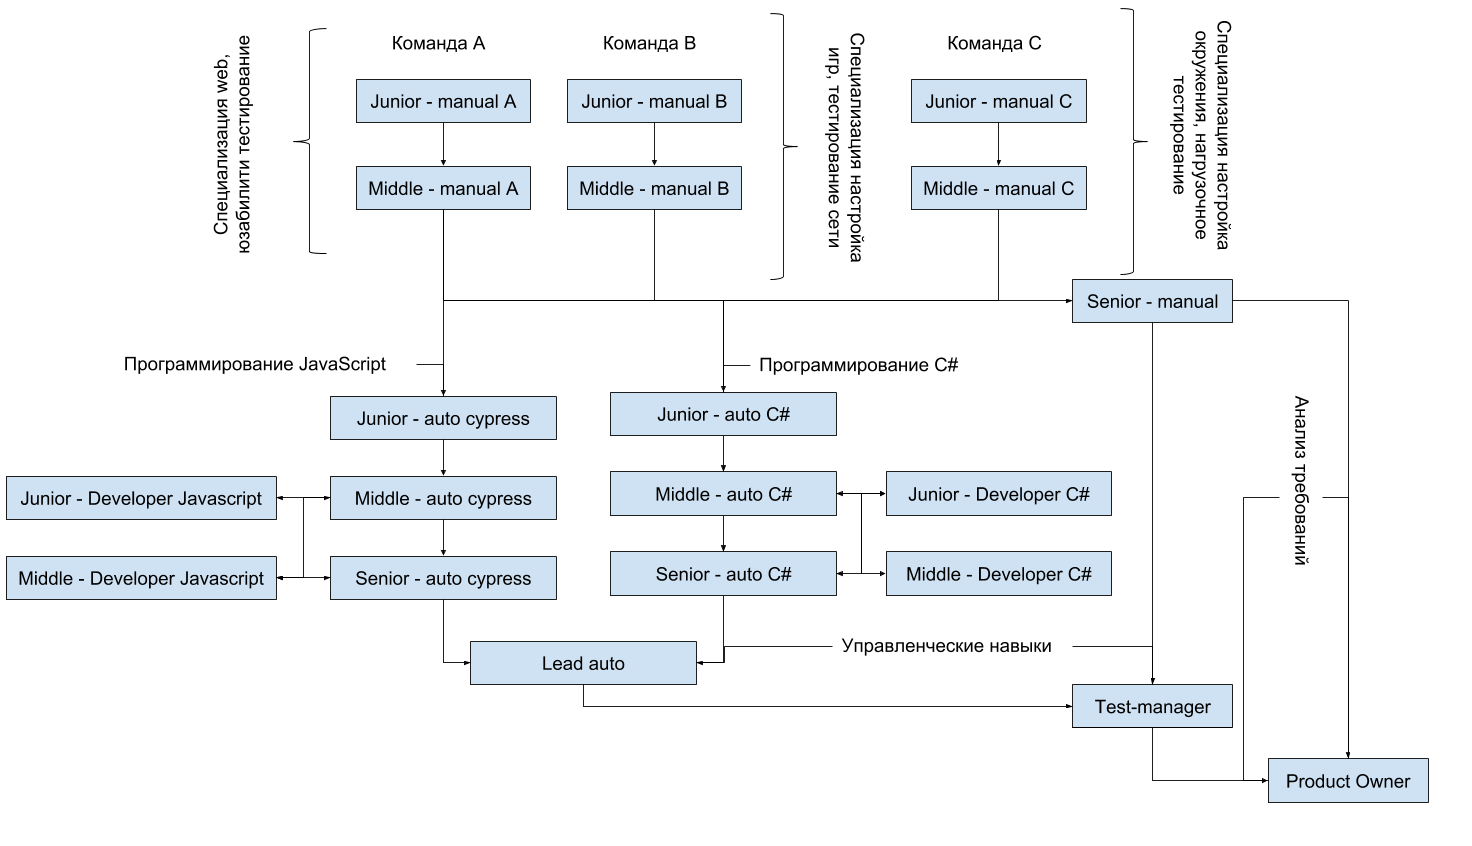 Команда А
Команда B
Команда С
Специализация web,
юзабилити тестирование
Junior - manual A
Junior - manual B
Junior - manual C
Middle - manual A
Middle - manual B
Middle - manual C
Специализация настройка
игр, тестирование сети
Специализация настройка
окружения, нагрузочное
тестирование
Senior - manual
Программирование JavaScript
Программирование C#
Junior - auto cypress
Junior - auto C#
Анализ требований
Junior - Developer Javascript
Middle - auto cypress
Middle - auto C#
Junior - Developer C#
Middle - Developer Javascript
Senior - auto cypress
Senior - auto C#
Middle - Developer C#
Управленческие навыки
Lead auto
Test-manager
Product Owner